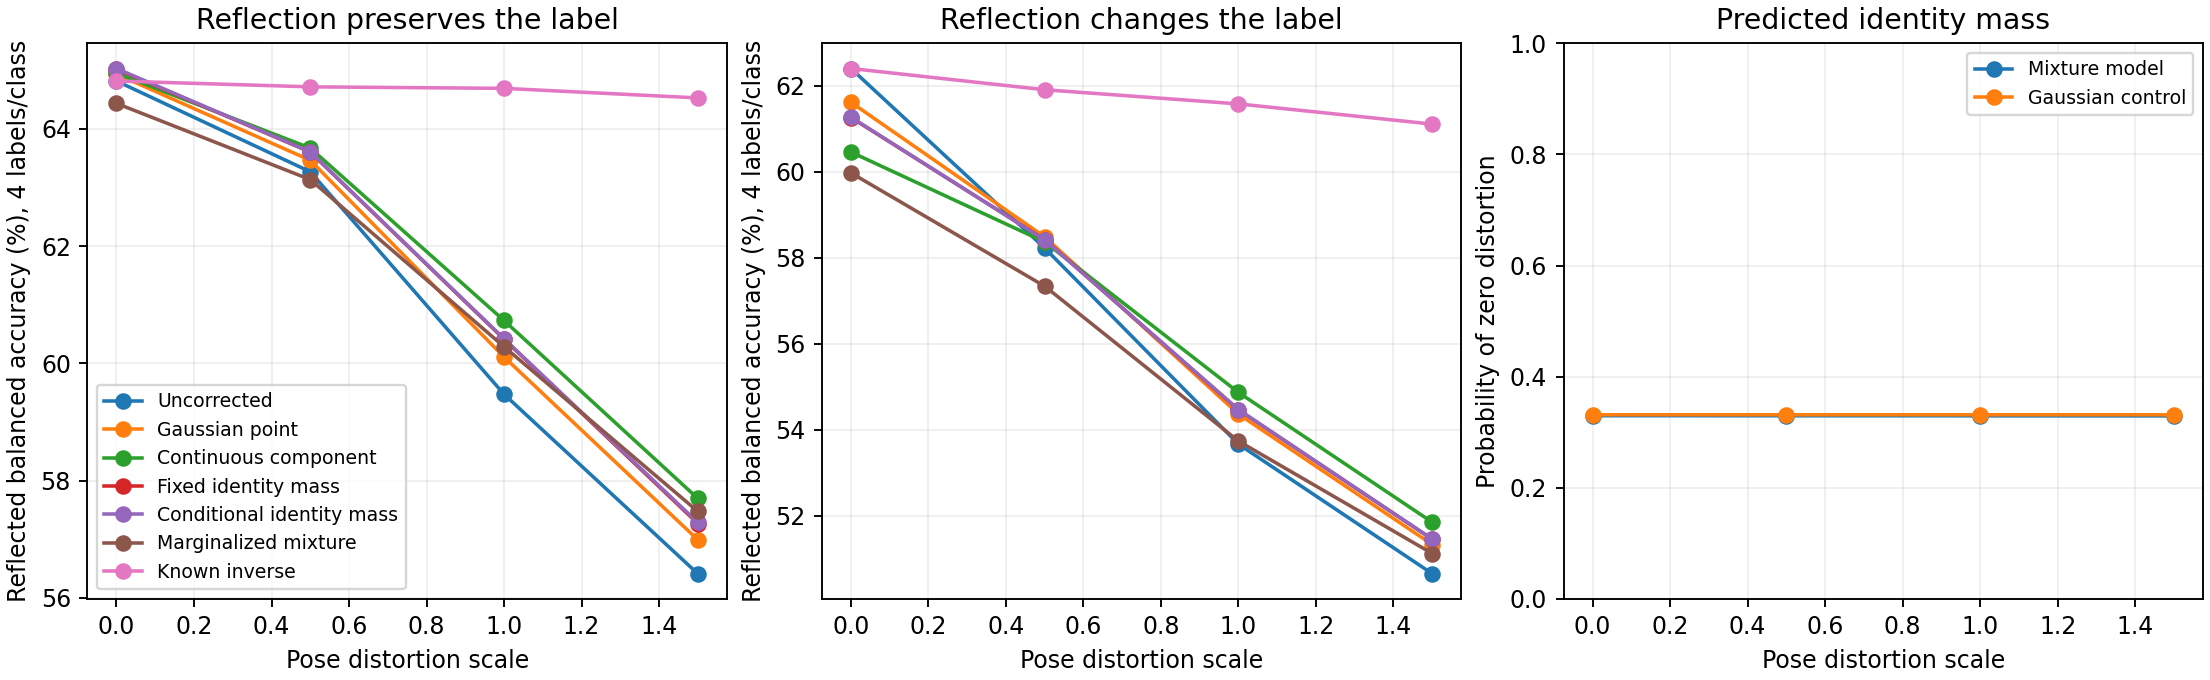 Reflection preserves the label
Reflected balanced accuracy (%), 4 labels/class
64
62
60
58
56
Uncorrected
Gaussian point
Continuous component
Fixed identity mass
Conditional identity mass
Marginalized mixture
Known inverse
0.0 0.2 0.4 0.6 0.8 1.0 1.2 1.4
Pose distortion scale
Reflection changes the label
Reflected balanced accuracy (%), 4 labels/class
62
60
58
56
54
52
0.0 0.2 0.4 0.6 0.8 1.0 1.2 1.4
Pose distortion scale
Predicted identity mass
Probability of zero distortion
1.0
0.8
0.6
0.4
0.2
0.0
Mixture model
Gaussian control
0.0 0.2 0.4 0.6 0.8 1.0 1.2 1.4
Pose distortion scale